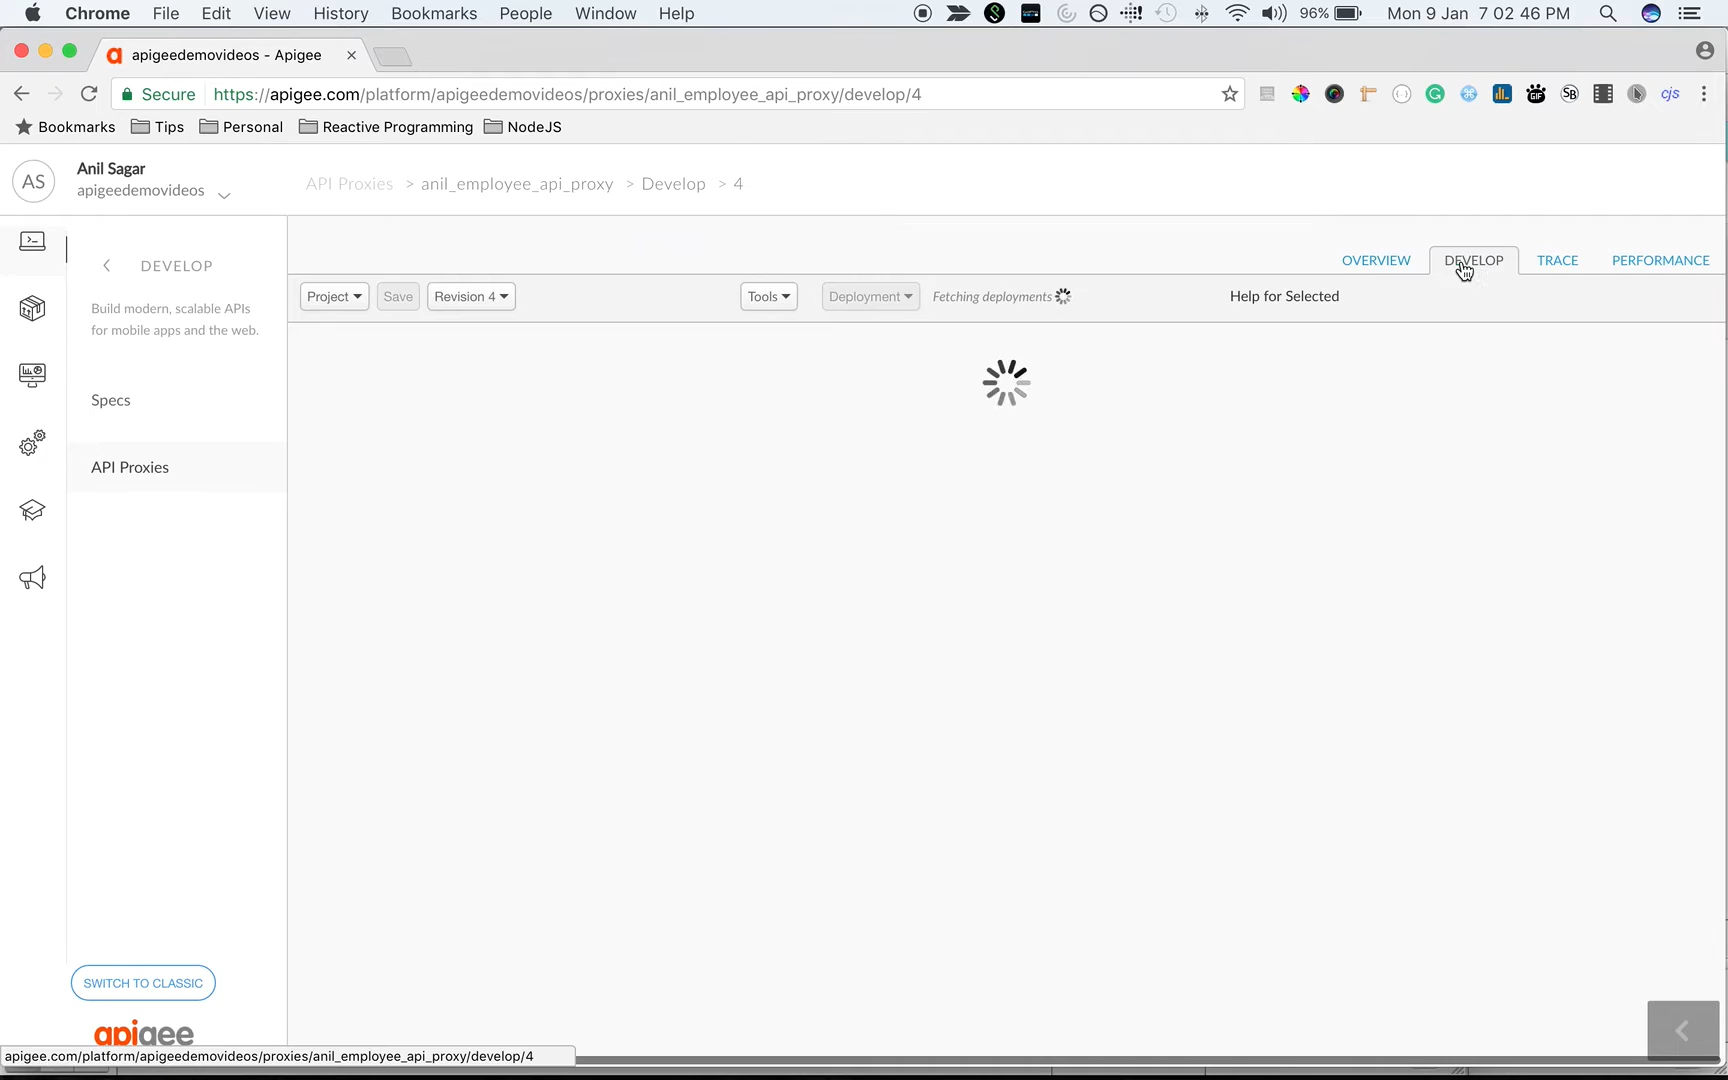 Chrome File Edit View History Bookmarks People Window Help 96% Mon 9 Jan 7 02 46 PM
apigeedemovideos - Apigee
Secure https://apigee.com/platform/apigeedemovideos/proxies/anil_employee_api_proxy/develop/4 GIF SB cjs
Bookmarks Tips Personal Reactive Programming NodeJS
AS
Anil Sagar
apigeedemovideos
API Proxies > anil_employee_api_proxy > Develop > 4
DEVELOP
Build modern, scalable APIs
for mobile apps and the web.
Specs
API Proxies
OVERVIEW DEVELOP TRACE PERFORMANCE
Project Save Revision 4 Tools Deployment Fetching deployments Help for Selected
SWITCH TO CLASSIC
apigee
apigee.com/platform/apigeedemovideos/proxies/anil_employee_api_proxy/develop/4